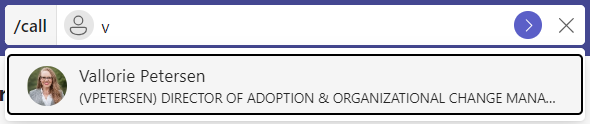 /call v
Vallorie Petersen
(VPETERSEN) DIRECTOR OF ADOPTION & ORGANIZATIONAL CHANGE MANA...